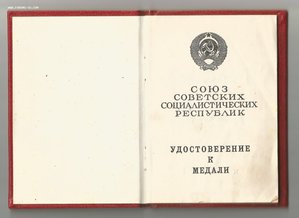 СОЮЗ
СОВЕТСКИХ
СОЦИАЛИСТИЧЕСКИХ
РЕСПУБЛИК
УДОСТОВЕРЕНИЕ
К
МЕДАЛИ